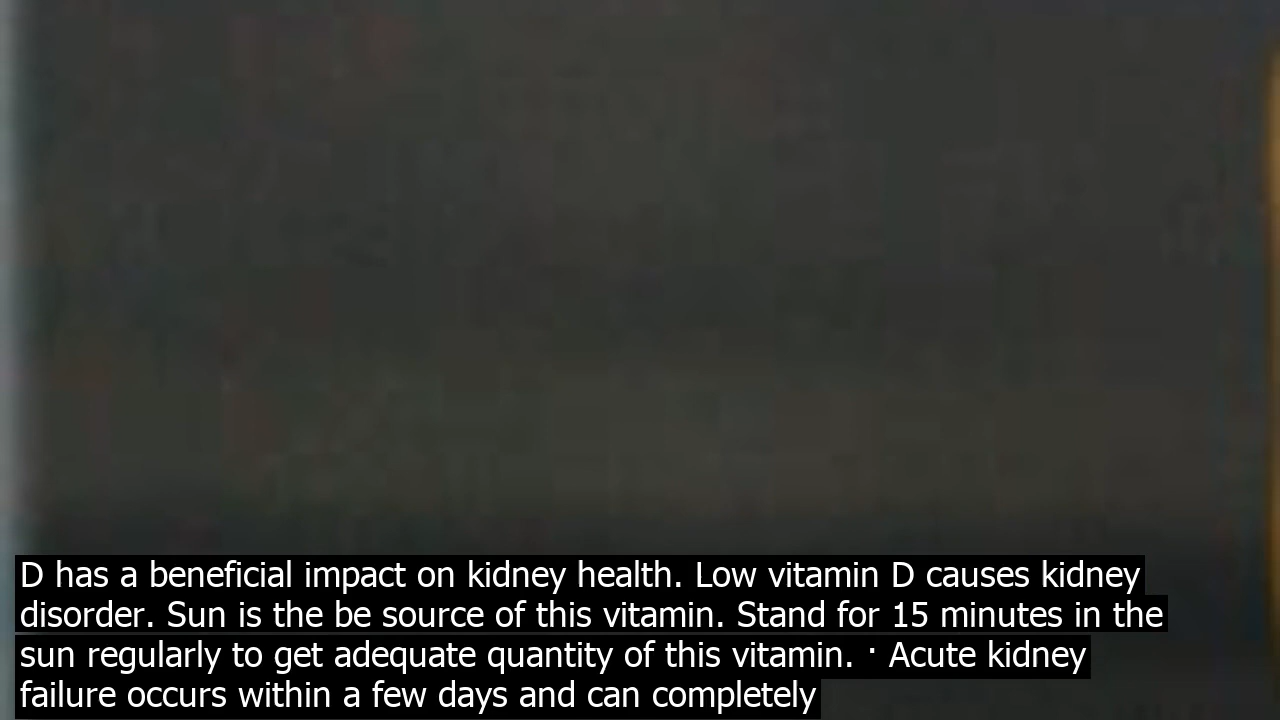 D has a beneficial impact on kidney health. Low vitamin D causes kidney
disorder. Sun is the be source of this vitamin. Stand for 15 minutes in the
sun regularly to get adequate quantity of this vitamin. · Acute kidney
failure occurs within a few days and can completely